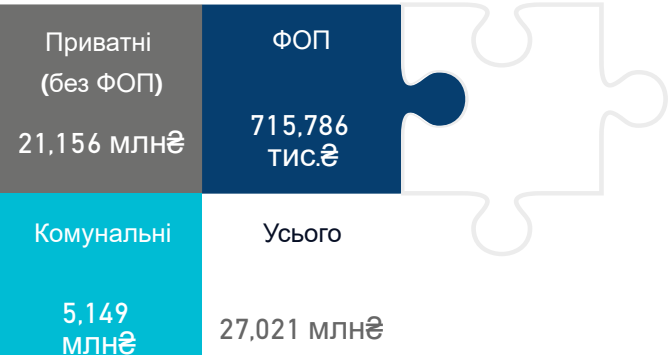 Приватні
(без ФОП)
21,156 млн₴
ФОП
715,786
тис.₴
Комунальні
5,149
млн₴
Усього
27,021 млн₴